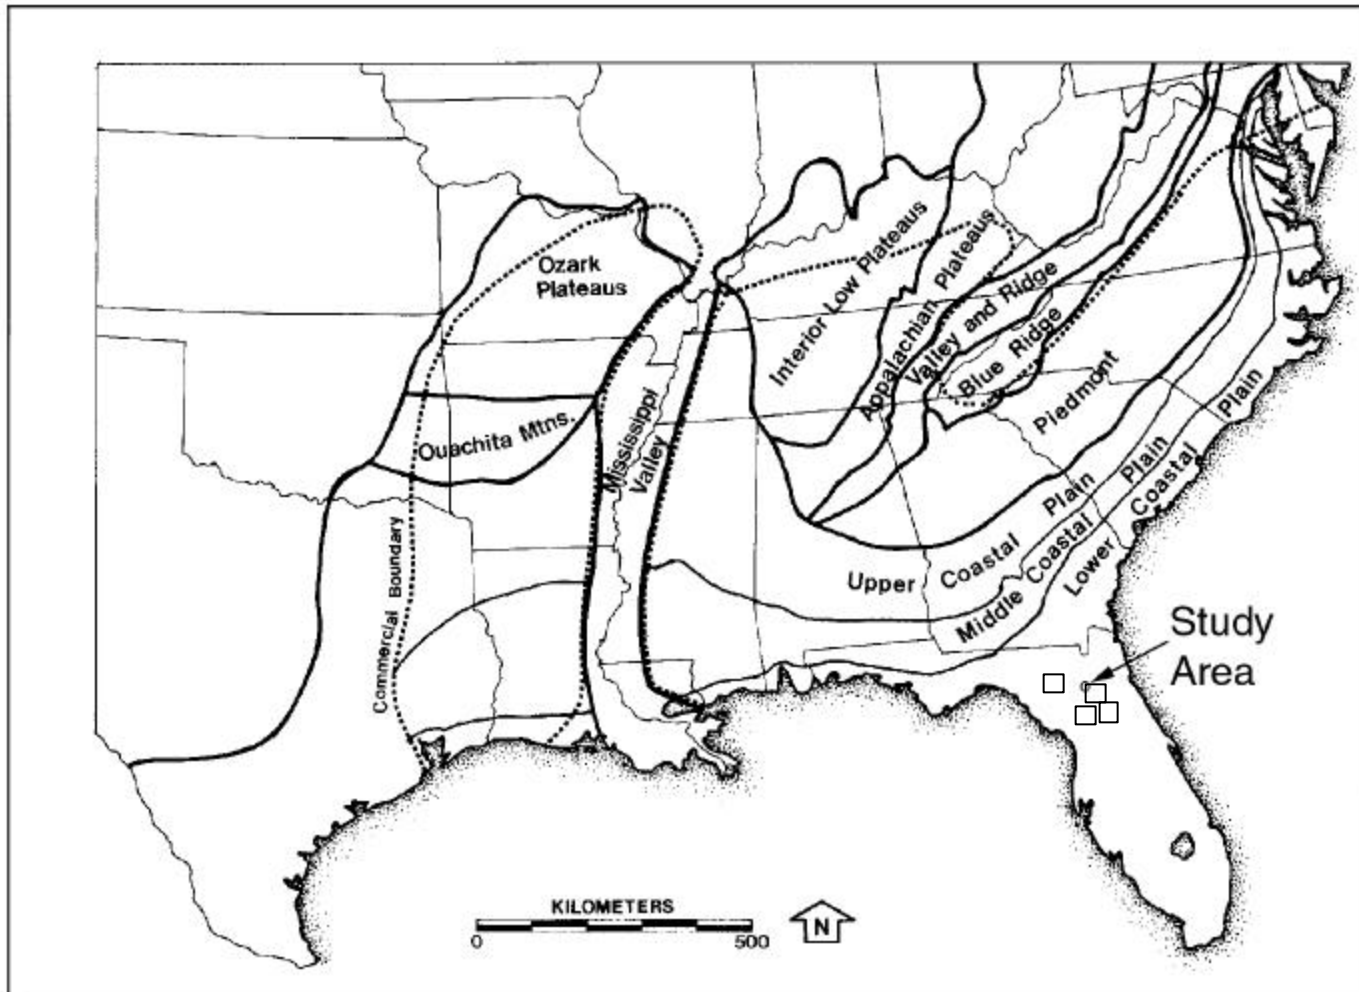 Ozark
Plateaus
Interior Low Plateaus
Appalachian Plateaus
Valley and Ridge
Blue Ridge
Piedmont
Ouachita Mtns.
Mississippi
Valley
Commercial Boundary
Upper Coastal Plain
Middle Coastal Plain
Lower Coastal Plain
Study
Area
KILOMETERS
0 500
N